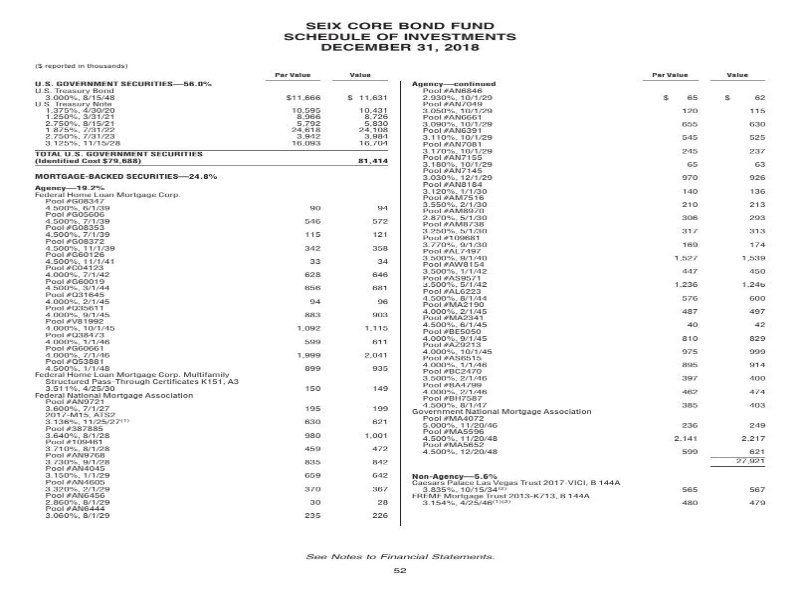 SEIX CORE BOND FUND
SCHEDULE OF INVESTMENTS
DECEMBER 31, 2018
($ reported in thousands)
Par Value Value
U.S. GOVERNMENT SECURITIES—56.0%
U.S. Treasury Bond
3.000%, 8/15/48 $11,666 $ 11,631
U.S. Treasury Note
1.375%, 4/30/20 10,595 10,431
1.250%, 3/31/21 8,966 8,726
2.750%, 8/15/21 5,792 5,830
1.875%, 7/31/22 24,618 24,108
2.750%, 7/31/23 3,942 3,984
3.125%, 11/15/28 16,093 16,704
TOTAL U.S. GOVERNMENT SECURITIES
(Identified Cost $79,688) 81,414
MORTGAGE-BACKED SECURITIES—24.8%
Agency—19.2%
Federal Home Loan Mortgage Corp.
Pool #G08347
4.500%, 6/1/39 90 94
Pool #G05606
4.500%, 7/1/39 546 572
Pool #G08353
4.500%, 7/1/39 115 121
Pool #G08372
4.500%, 11/1/39 342 358
Pool #G60126
4.500%, 11/1/41 33 34
Pool #C04123
4.000%, 7/1/42 628 646
Pool #G60019
4.500%, 3/1/44 656 681
Pool #Q31645
4.000%, 2/1/45 94 96
Pool #Q35611
4.000%, 9/1/45 883 903
Pool #V81992
4.000%, 10/1/45 1,092 1,115
Pool #Q38473
4.000%, 1/1/46 599 611
Pool #G60661
4.000%, 7/1/46 1,999 2,041
Pool #Q53881
4.500%, 1/1/48 899 935
Federal Home Loan Mortgage Corp. Multifamily
Structured Pass-Through Certificates K151, A3
3.511%, 4/25/30 150 149
Federal National Mortgage Association
Pool #AN9721
3.600%, 7/1/27 195 199
2017-M15, ATS2
3.136%, 11/25/27(1) 630 621
Pool #387885
3.640%, 8/1/28 980 1,001
Pool #109461
3.710%, 8/1/28 459 472
Pool #AN9768
3.730%, 9/1/28 835 842
Pool #AN4045
3.150%, 1/1/29 659 642
Pool #AN4605
3.320%, 2/1/29 370 367
Pool #AN6456
2.860%, 8/1/29 30 28
Pool #AN6444
3.060%, 8/1/29 235 226
Par Value Value
Agency—continued
Pool #AN6846
2.930%, 10/1/29 $ 65 $ 62
Pool #AN7049
3.050%, 10/1/29 120 115
Pool #AN6661
3.090%, 10/1/29 655 630
Pool #AN6391
3.110%, 10/1/29 545 525
Pool #AN7081
3.170%, 10/1/29 245 237
Pool #AN7155
3.180%, 10/1/29 65 63
Pool #AN7145
3.030%, 12/1/29 970 926
Pool #AN8184
3.120%, 1/1/30 140 136
Pool #AM7516
3.550%, 2/1/30 210 213
Pool #AM8970
2.870%, 5/1/30 306 293
Pool #AM8738
3.250%, 5/1/30 317 313
Pool #109681
3.770%, 9/1/30 169 174
Pool #AL7497
3.500%, 9/1/40 1,527 1,539
Pool #AW8154
3.500%, 1/1/42 447 450
Pool #AS9571
3.500%, 5/1/42 1,236 1,246
Pool #AL6223
4.500%, 8/1/44 576 600
Pool #MA2190
4.000%, 2/1/45 487 497
Pool #MA2341
4.500%, 6/1/45 40 42
Pool #BE5050
4.000%, 9/1/45 810 829
Pool #AZ9213
4.000%, 10/1/45 975 999
Pool #AS6515
4.000%, 1/1/46 895 914
Pool #BC2470
3.500%, 2/1/46 397 400
Pool #BA4799
4.000%, 2/1/46 462 474
Pool #BH7587
4.500%, 8/1/47 385 403
Government National Mortgage Association
Pool #MA4072
5.000%, 11/20/46 236 249
Pool #MA5596
4.500%, 11/20/48 2,141 2,217
Pool #MA5652
4.500%, 12/20/48 599 621
27,921
Non-Agency—5.6%
Caesars Palace Las Vegas Trust 2017-VICI, B 144A
3.835%, 10/15/34(2) 565 567
FREMF Mortgage Trust 2013-K713, B 144A
3.154%, 4/25/46(1)(2) 480 479
See Notes to Financial Statements.
52